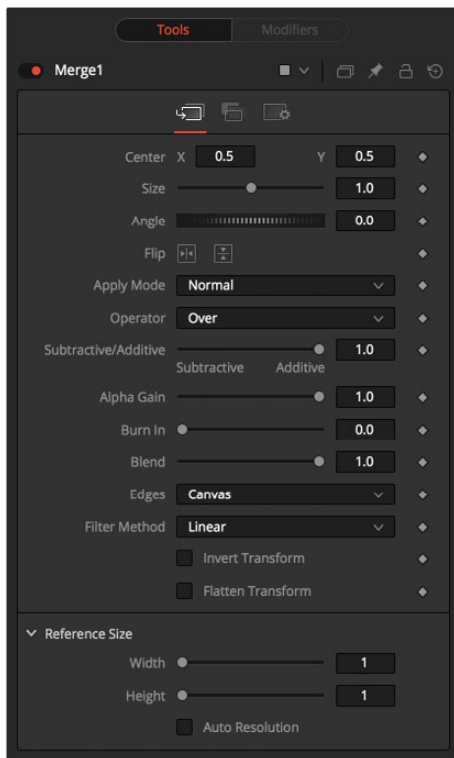 Tools Modifiers
Merge1
Center X 0.5 Y 0.5
Size 1.0
Angle 0.0
Flip
Apply Mode Normal
Operator Over
Subtractive/Additive 1.0
Subtractive Additive
Alpha Gain 1.0
Burn In 0.0
Blend 1.0
Edges Canvas
Filter Method Linear
Invert Transform
Flatten Transform
Reference Size
Width 1
Height 1
Auto Resolution